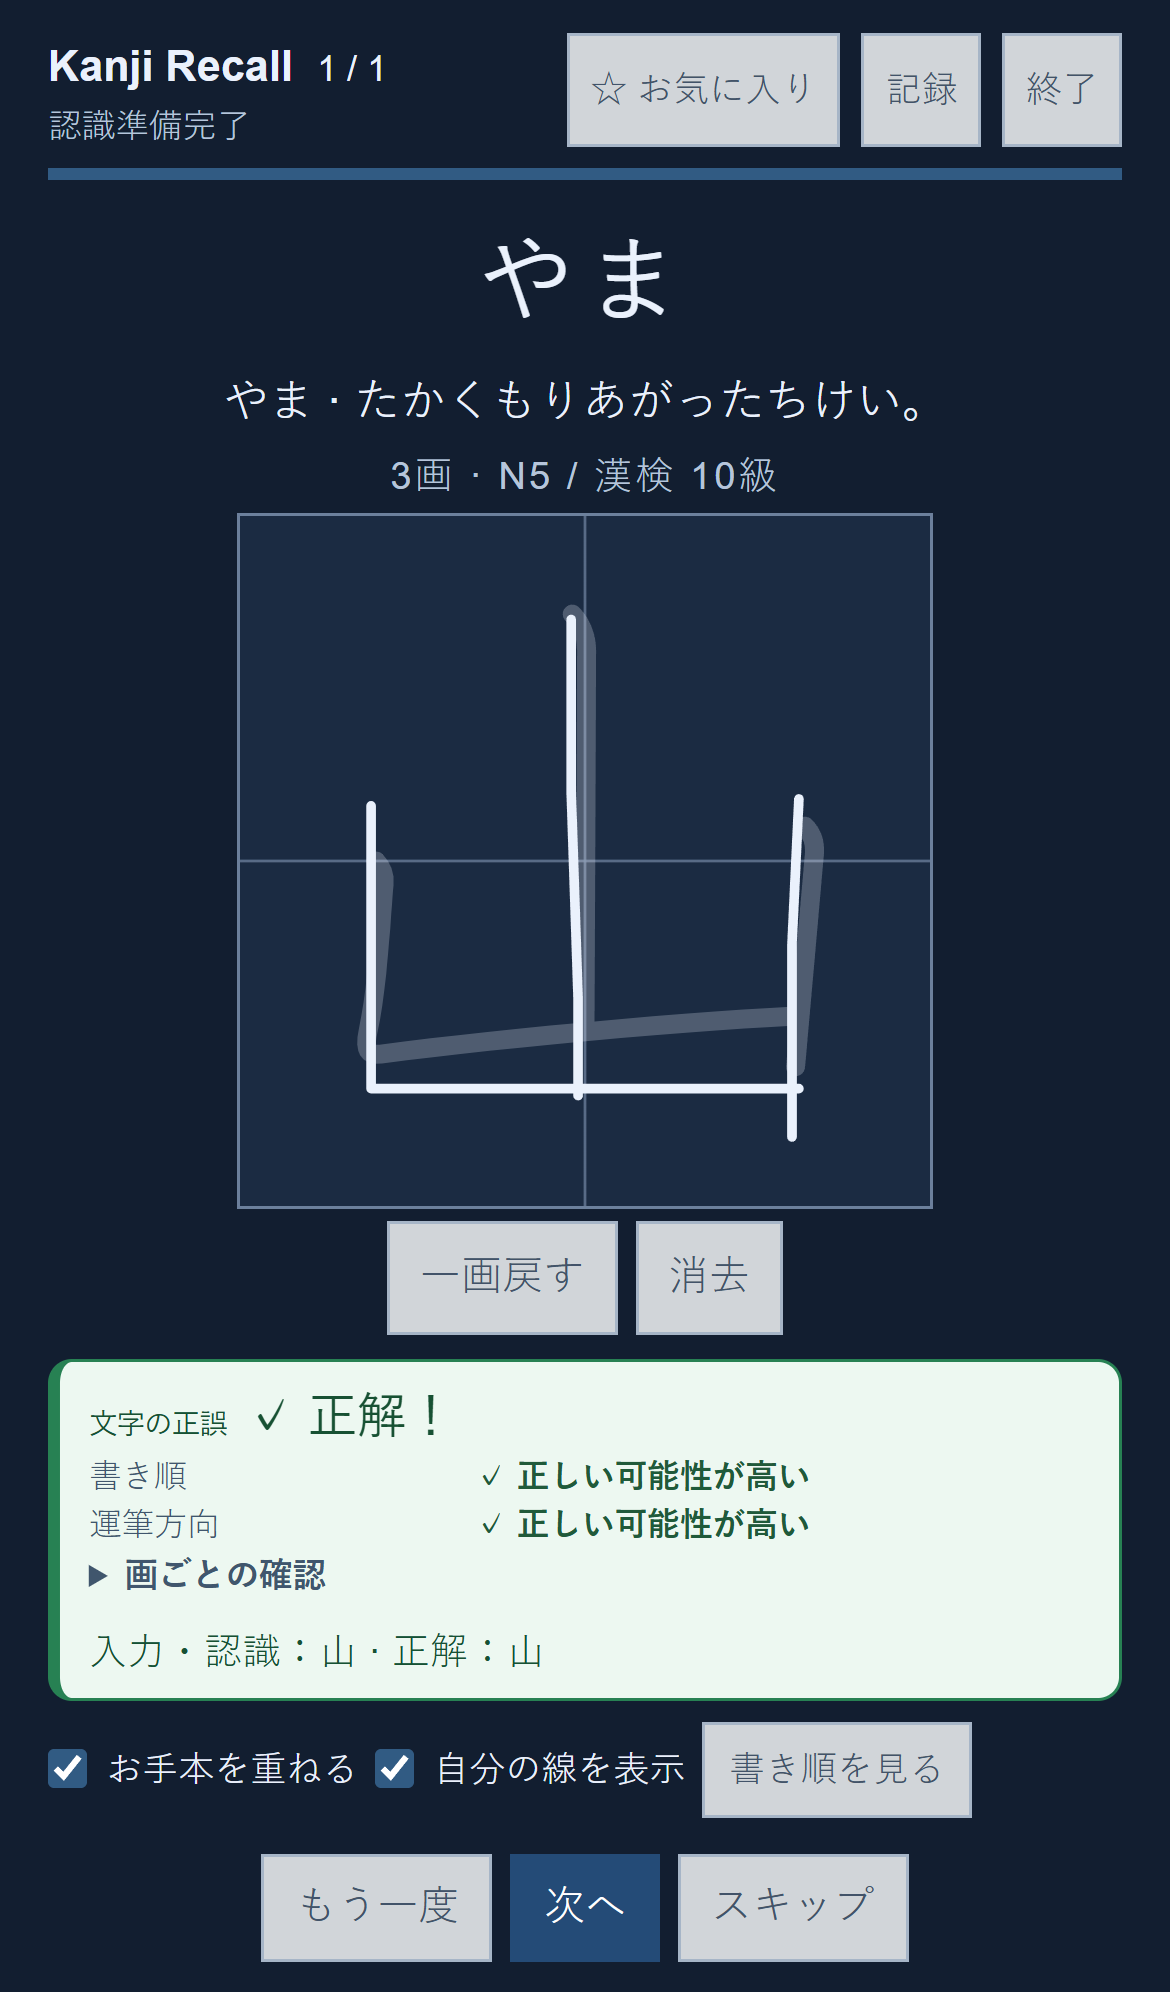 Kanji Recall 1 / 1
認識準備完了
☆ お気に入り
記録
終了
やま
やま · たかくもりあがったちけい。
3画 · N5 / 漢検 10級
山
一画戻す
消去
文字の正誤 ✓ 正解！
書き順 ✓ 正しい可能性が高い
運筆方向 ✓ 正しい可能性が高い
▶ 画ごとの確認
入力・認識：山 · 正解：山
お手本を重ねる
自分の線を表示
書き順を見る
もう一度
次へ
スキップ